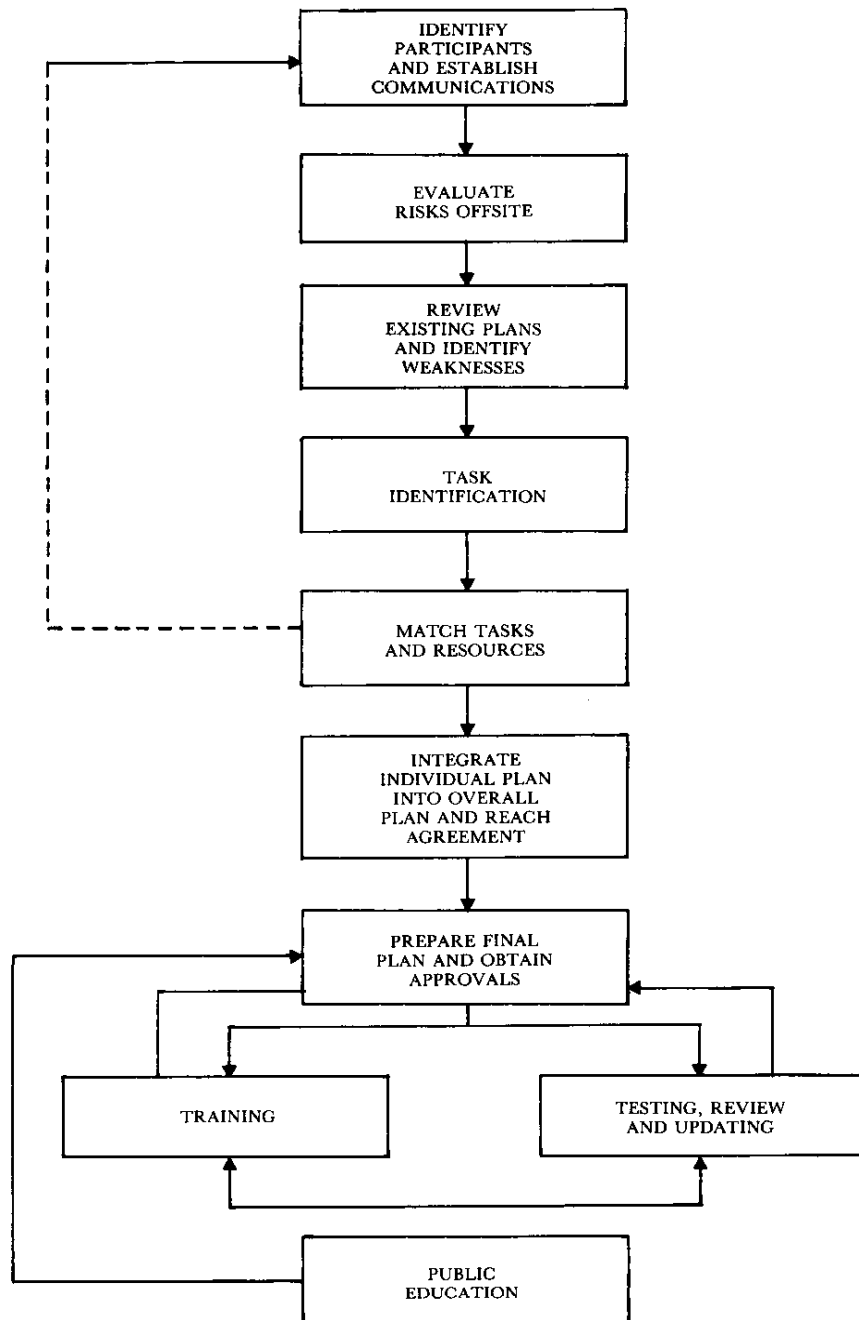 IDENTIFY
PARTICIPANTS
AND ESTABLISH
COMMUNICATIONS
EVALUATE
RISKS OFFSITE
REVIEW
EXISTING PLANS
AND IDENTIFY
WEAKNESSES
TASK
IDENTIFICATION
MATCH TASKS
AND RESOURCES
INTEGRATE
INDIVIDUAL PLAN
INTO OVERALL
PLAN AND REACH
AGREEMENT
PREPARE FINAL
PLAN AND OBTAIN
APPROVALS
TRAINING
TESTING, REVIEW
AND UPDATING
PUBLIC
EDUCATION